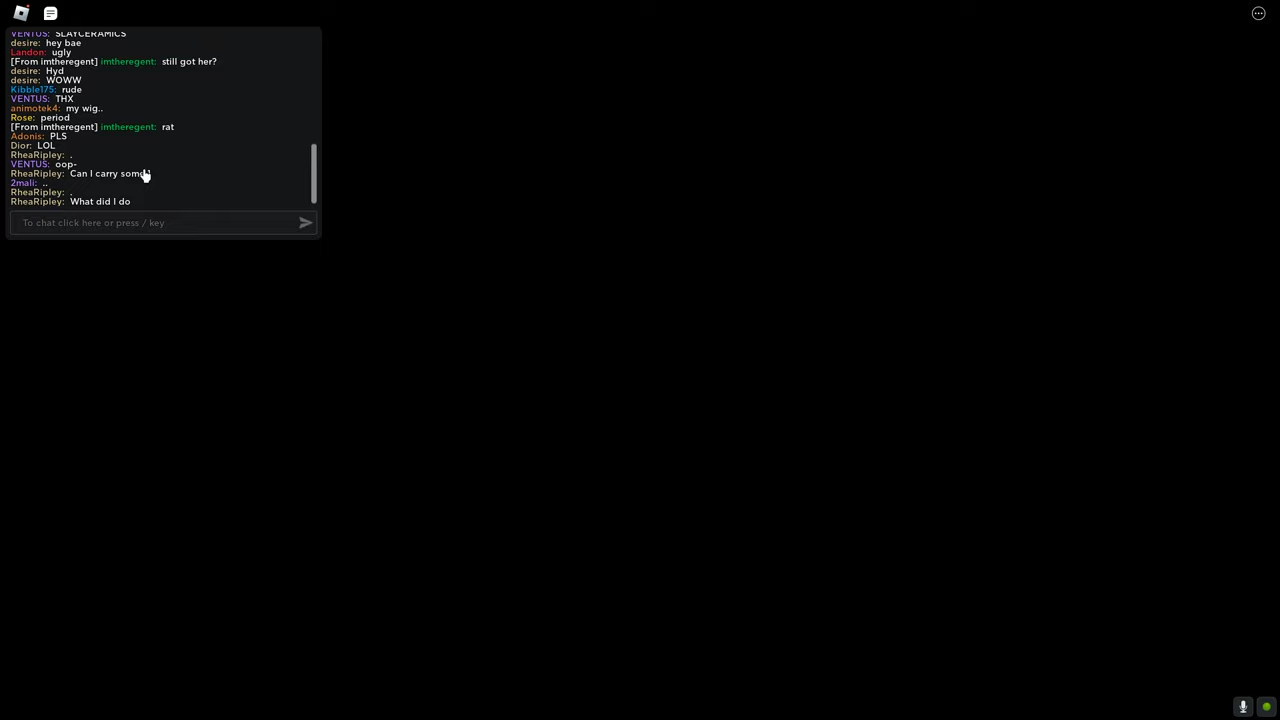 VENTUS: SLAYCERAMICS
desire: hey bae
Landon: ugly
[From imtheregent] imtheregent: still got her?
desire: Hyd
desire: WOWW
Kibble175: rude
VENTUS: THX
animotek4: my wig..
Rose: period
[From imtheregent] imtheregent: rat
Adonis: PLS
Dior: LOL
RheaRipley: .
VENTUS: oop-
RheaRipley: Can I carry some
2mali: ..
RheaRipley: .
RheaRipley: What did I do
To chat click here or press / key